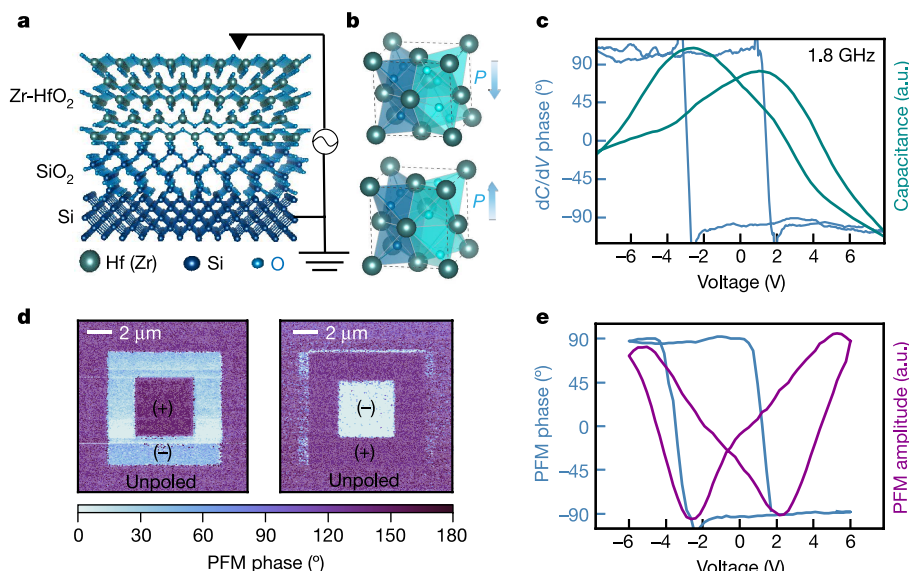 a
Zr-HfO2
SiO2
Si
Hf (Zr) Si O
b
P
P
c
1.8 GHz
dC/dV phase (º)
90
45
0
−45
−90
−6 −4 −2 0 2 4 6
Voltage (V)
Capacitance (a.u.)
d
2 μm
(+)
(−)
Unpoled
2 μm
(−)
(+)
Unpoled
0 30 60 90 120 150 180
PFM phase (º)
e
PFM phase (º)
90
45
0
−45
−90
−6 −4 −2 0 2 4 6
Voltage (V)
PFM amplitude (a.u.)